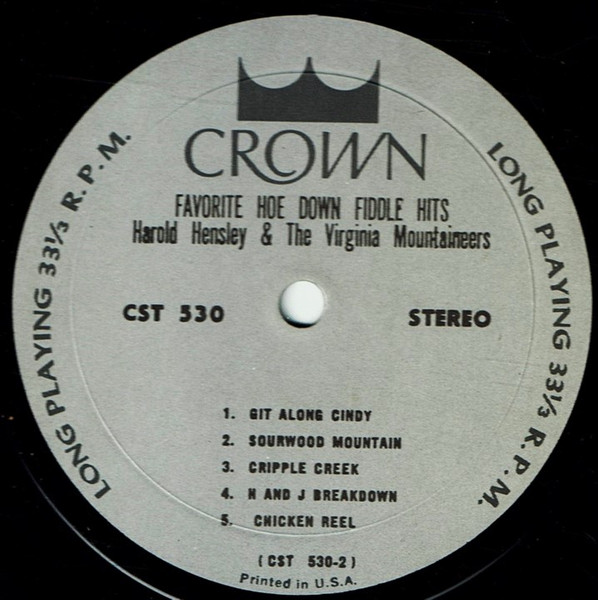 CROWN
FAVORITE HOE DOWN FIDDLE HITS
Harold Hensley & The Virginia Mountaineers
CST 530
STEREO
1. GIT ALONG CINDY
2. SOURWOOD MOUNTAIN
3. CRIPPLE CREEK
4. H AND J BREAKDOWN
5. CHICKEN REEL
(CST 530-2)
Printed in U.S.A.
LONG PLAYING 33⅓ R.P.M.
LONG PLAYING 33⅓ R.P.M.